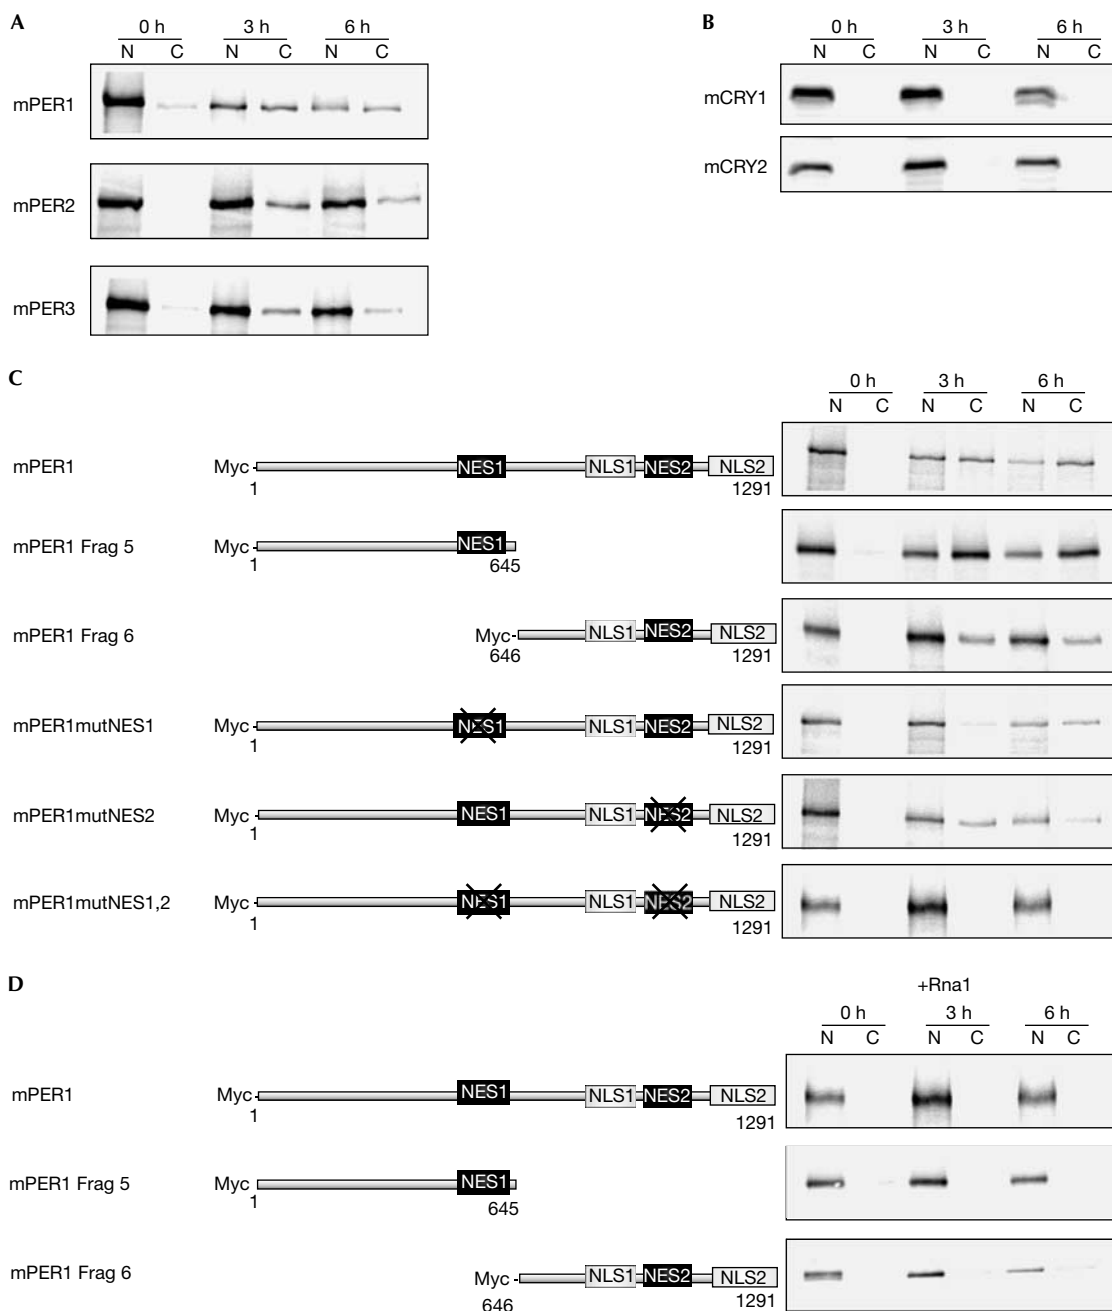 A
0 h 3 h 6 h
N C N C N C
mPER1
mPER2
mPER3
B
0 h 3 h 6 h
N C N C N C
mCRY1
mCRY2
C
0 h 3 h 6 h
N C N C N C
mPER1 Myc NES1 NLS1 NES2 NLS2
1 1291
mPER1 Frag 5 Myc NES1
1 645
mPER1 Frag 6 Myc NLS1 NES2 NLS2
646 1291
mPER1mutNES1 Myc NES1 NLS1 NES2 NLS2
1 1291
mPER1mutNES2 Myc NES1 NLS1 NES2 NLS2
1 1291
mPER1mutNES1,2 Myc NES1 NLS1 NES2 NLS2
1 1291
D
+Rna1
0 h 3 h 6 h
N C N C N C
mPER1 Myc NES1 NLS1 NES2 NLS2
1 1291
mPER1 Frag 5 Myc NES1
1 645
mPER1 Frag 6 Myc NLS1 NES2 NLS2
646 1291